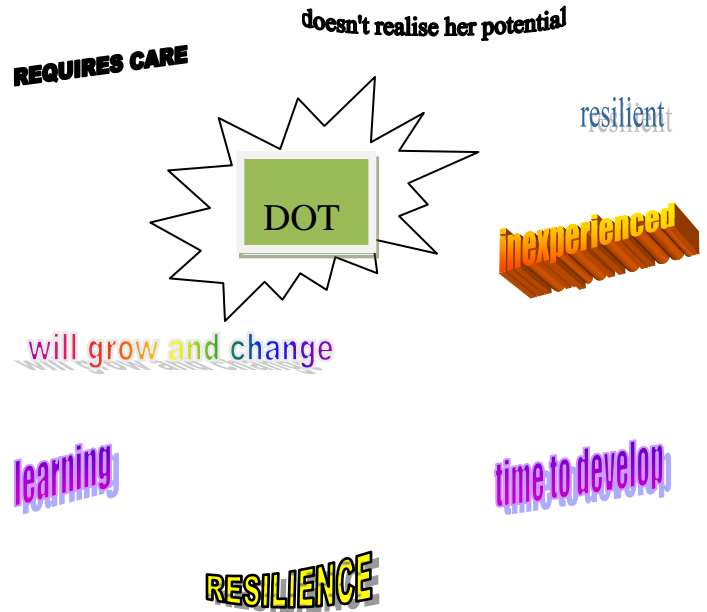 doesn't realise her potential
REQUIRES CARE
resilient
DOT
inexperienced
will grow and change
learning
time to develop
RESILIENCE